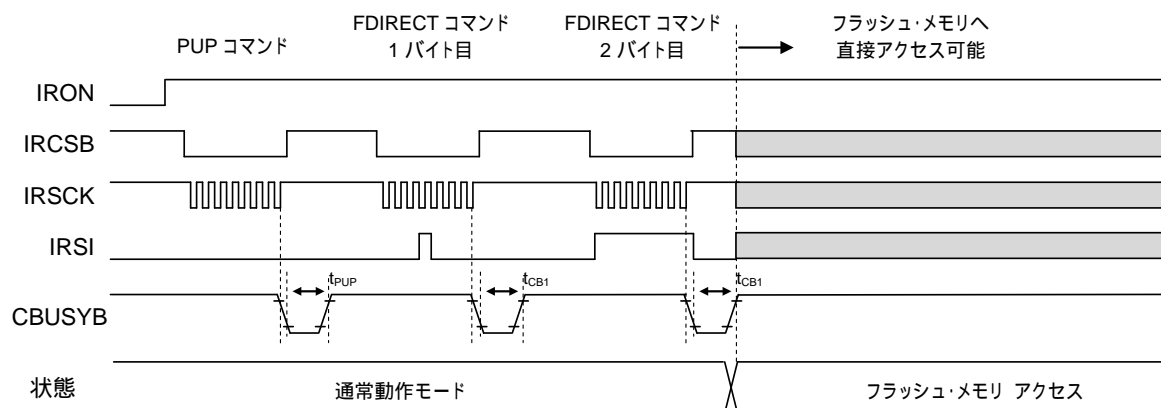 PUP コマンド
FDIRECT コマンド
1 バイト目
FDIRECT コマンド
2 バイト目
フラッシュ･メモリへ
直接アクセス可能
IRON
IRCSB
IRSCK
IRSI
tPUP
tCB1
tCB1
CBUSYB
状態
通常動作モード
フラッシュ･メモリ アクセス